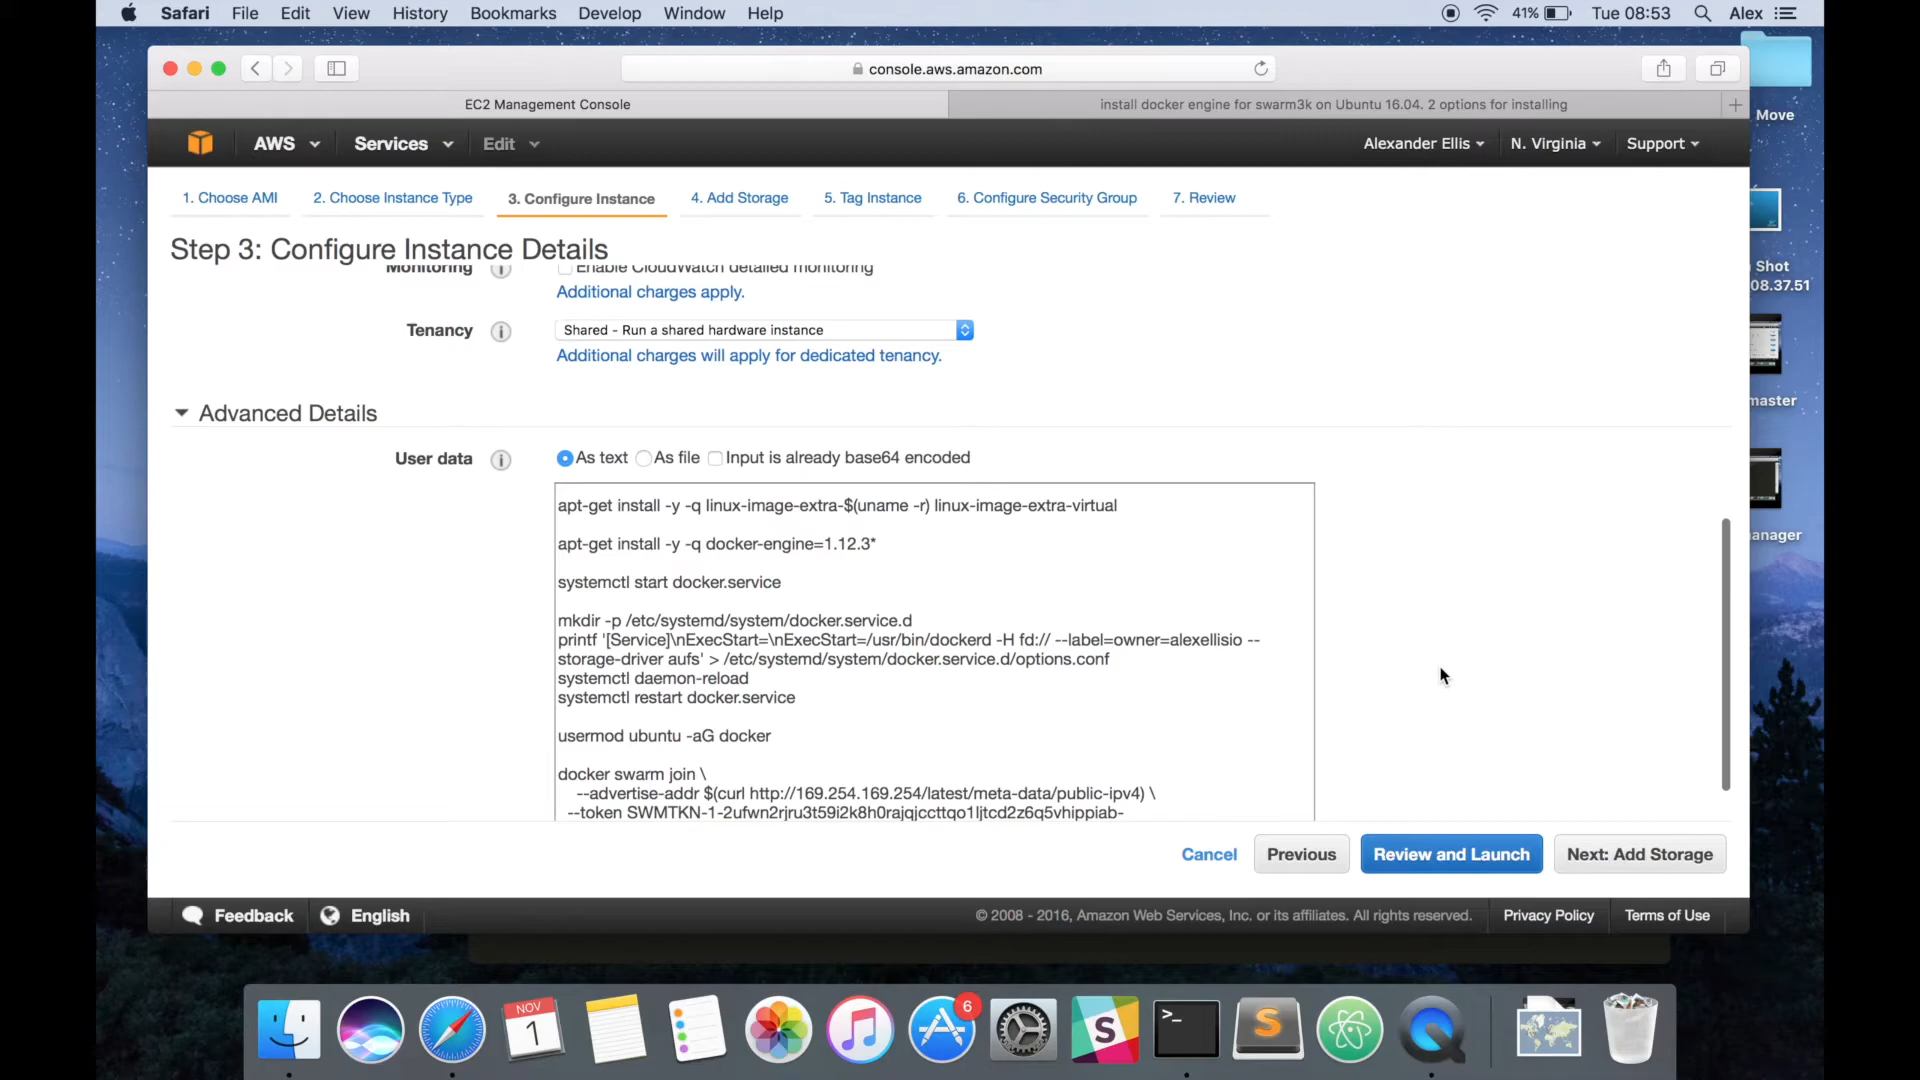 Safari File Edit View History Bookmarks Develop Window Help 41% Tue 08:53 Alex
console.aws.amazon.com
EC2 Management Console
install docker engine for swarm3k on Ubuntu 16.04. 2 options for installing
Move
AWS Services Edit Alexander Ellis N. Virginia Support
1. Choose AMI 2. Choose Instance Type 3. Configure Instance 4. Add Storage 5. Tag Instance 6. Configure Security Group 7. Review
Step 3: Configure Instance Details
Monitoring Enable CloudWatch detailed monitoring
Shot
08.37.51
Additional charges apply.
Tenancy Shared - Run a shared hardware instance
Additional charges will apply for dedicated tenancy.
master
Advanced Details
User data As text As file Input is already base64 encoded
apt-get install -y -q linux-image-extra-$(uname -r) linux-image-extra-virtual
anager
apt-get install -y -q docker-engine=1.12.3*
systemctl start docker.service
mkdir -p /etc/systemd/system/docker.service.d
printf '[Service]\nExecStart=\nExecStart=/usr/bin/dockerd -H fd:// --label=owner=alexellisio --
storage-driver aufs' > /etc/systemd/system/docker.service.d/options.conf
systemctl daemon-reload
systemctl restart docker.service
usermod ubuntu -aG docker
docker swarm join \
--advertise-addr $(curl http://169.254.169.254/latest/meta-data/public-ipv4) \
--token SWMTKN-1-2ufwn2rjru3t59i2k8h0rajqjccttqo1ljtcd2z6q5vhippiab-
Cancel Previous Review and Launch Next: Add Storage
Feedback English © 2008 - 2016, Amazon Web Services, Inc. or its affiliates. All rights reserved. Privacy Policy Terms of Use
NOV
1
6
S
>_
S